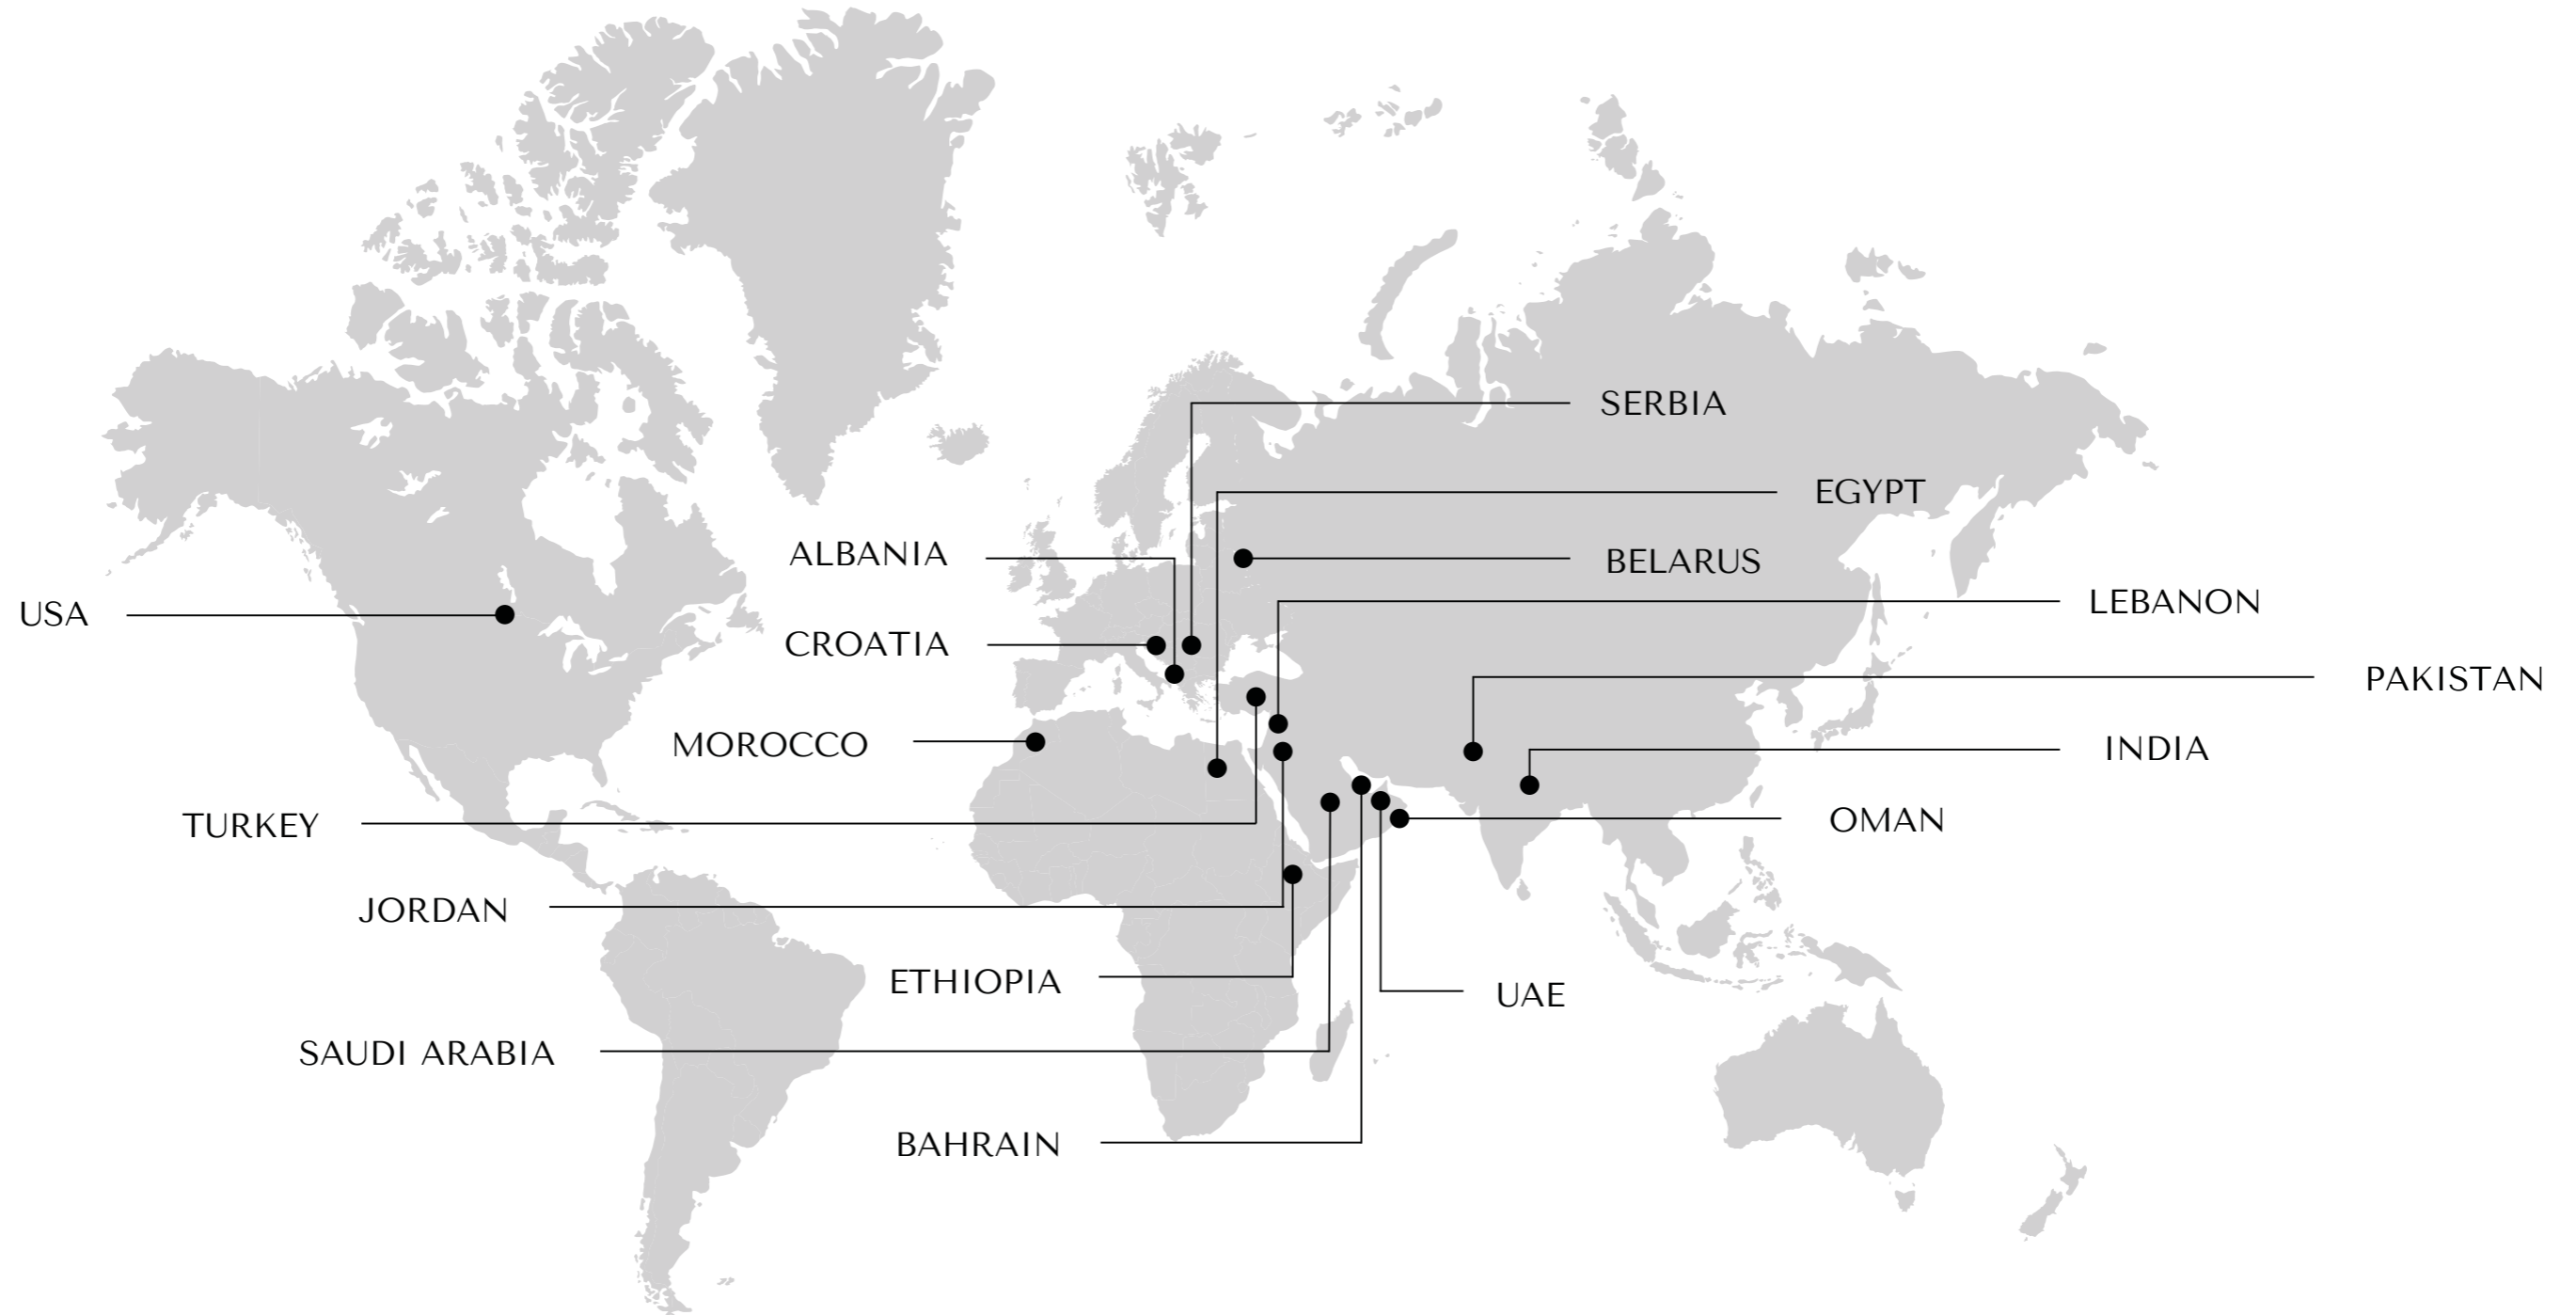 SERBIA
EGYPT
ALBANIA
BELARUS
LEBANON
USA
CROATIA
PAKISTAN
MOROCCO
INDIA
TURKEY
OMAN
JORDAN
ETHIOPIA
UAE
SAUDI ARABIA
BAHRAIN